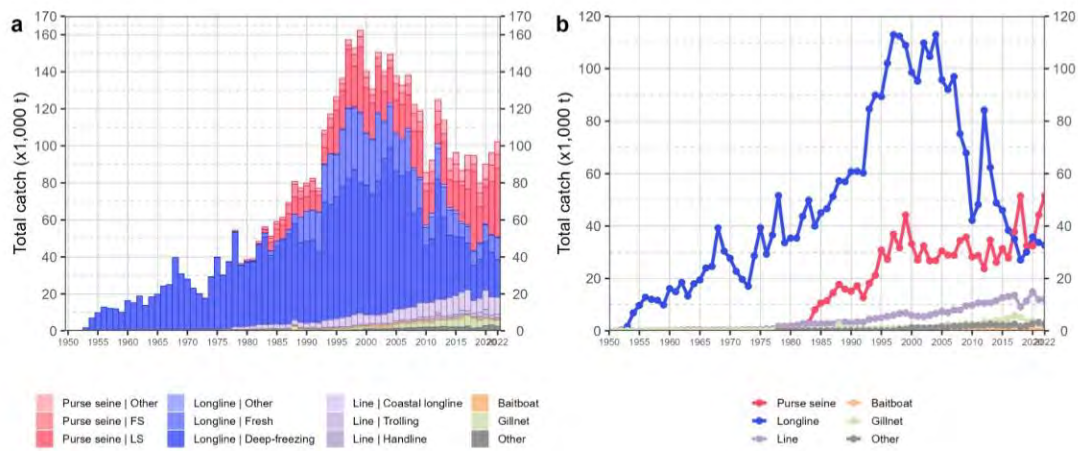 a
b
Total catch (x1,000 t)
170
160
140
120
100
80
60
40
20
0
170
160
140
120
100
80
60
40
20
0
1950 1955 1960 1965 1970 1975 1980 1985 1990 1995 2000 2005 2010 2015 2020 2022
Total catch (x1,000 t)
120
100
80
60
40
20
0
120
100
80
60
40
20
0
1950 1955 1960 1965 1970 1975 1980 1985 1990 1995 2000 2005 2010 2015 2020 2022
Purse seine | Other
Purse seine | FS
Purse seine | LS
Longline | Other
Longline | Fresh
Longline | Deep-freezing
Line | Coastal longline
Line | Trolling
Line | Handline
Baitboat
Gillnet
Other
Purse seine
Longline
Line
Baitboat
Gillnet
Other